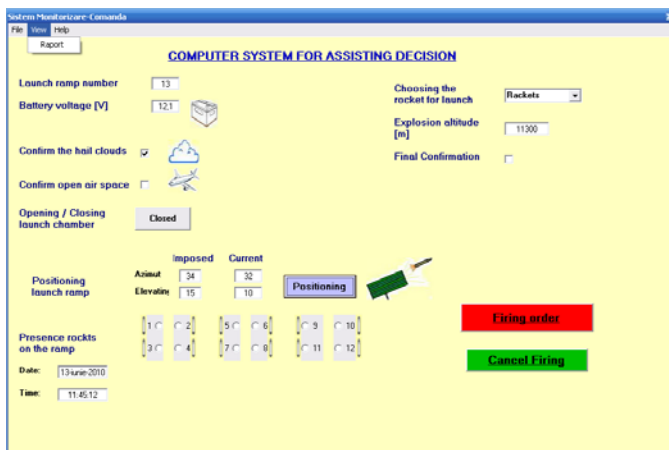 Sistem Monitorizare-Comanda
File View Help
Raport
COMPUTER SYSTEM FOR ASSISTING DECISION
Launch ramp number 13
Battery voltage [V] 12,1
Confirm the hail clouds
Confirm open air space
Opening / Closing
launch chamber
Closed
Choosing the
rocket for launch
Rackets
Explosion altitude
[m]
11300
Final Confirmation
Imposed Current
Positioning
launch ramp
Azimut 34 32
Elevatine 15 10
Positioning
Presence rockts
on the ramp
1 2 5 6 9 10
3 4 7 8 11 12
Date: 13-iunie-2010
Time: 11:45:12
Firing order
Cancel Firing